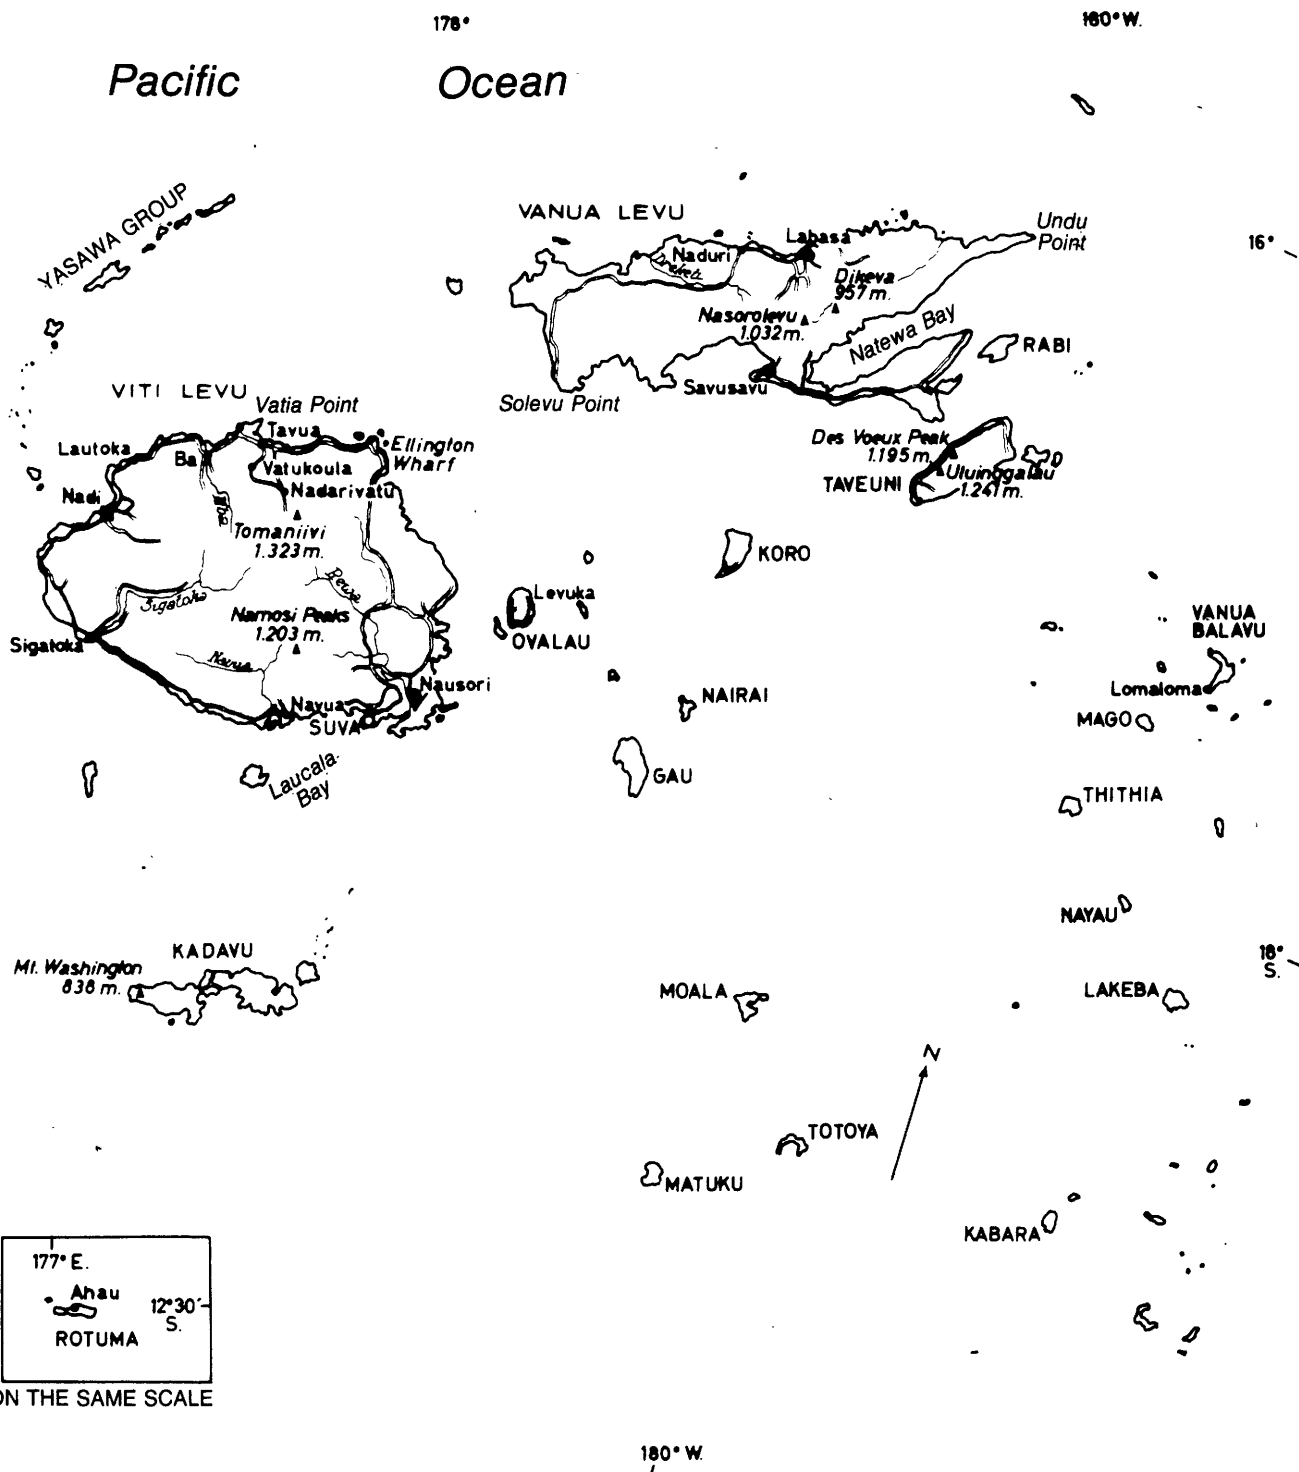 178°
180° W.
Pacific Ocean
YASAWA GROUP
VANUA LEVU
Undu
Point
16°
Labasa
Naduri
Dreketi
Dikeva
957 m.
Nasorolevu
1.032 m.
Natewa Bay
RABI
Savusavu
Solevu Point
VITI LEVU
Vatia Point
Tavua
Lautoka
Ba
Ellington
Wharf
Vatukoula
Nadi
Nadarivatu
Ba
Tomaniivi
1.323 m.
Des Voeux Peak
1.195 m.
Uluinggalau
1.241 m.
TAVEUNI
KORO
Rewa
Sigatoka
Levuka
OVALAU
Namosi Peaks
1.203 m.
Sigatoka
Navua
Nausori
Navua
SUVA
VANUA
BALAVU
Lomaloma
NAIRAI
MAGO
GAU
Laucala
Bay
THITHIA
NAYAU
KADAVU
Mt. Washington
838 m.
18°
S.
MOALA
LAKEBA
N
TOTOYA
MATUKU
KABARA
177° E.
Ahau
12°30'
S.
ROTUMA
ON THE SAME SCALE
180° W.